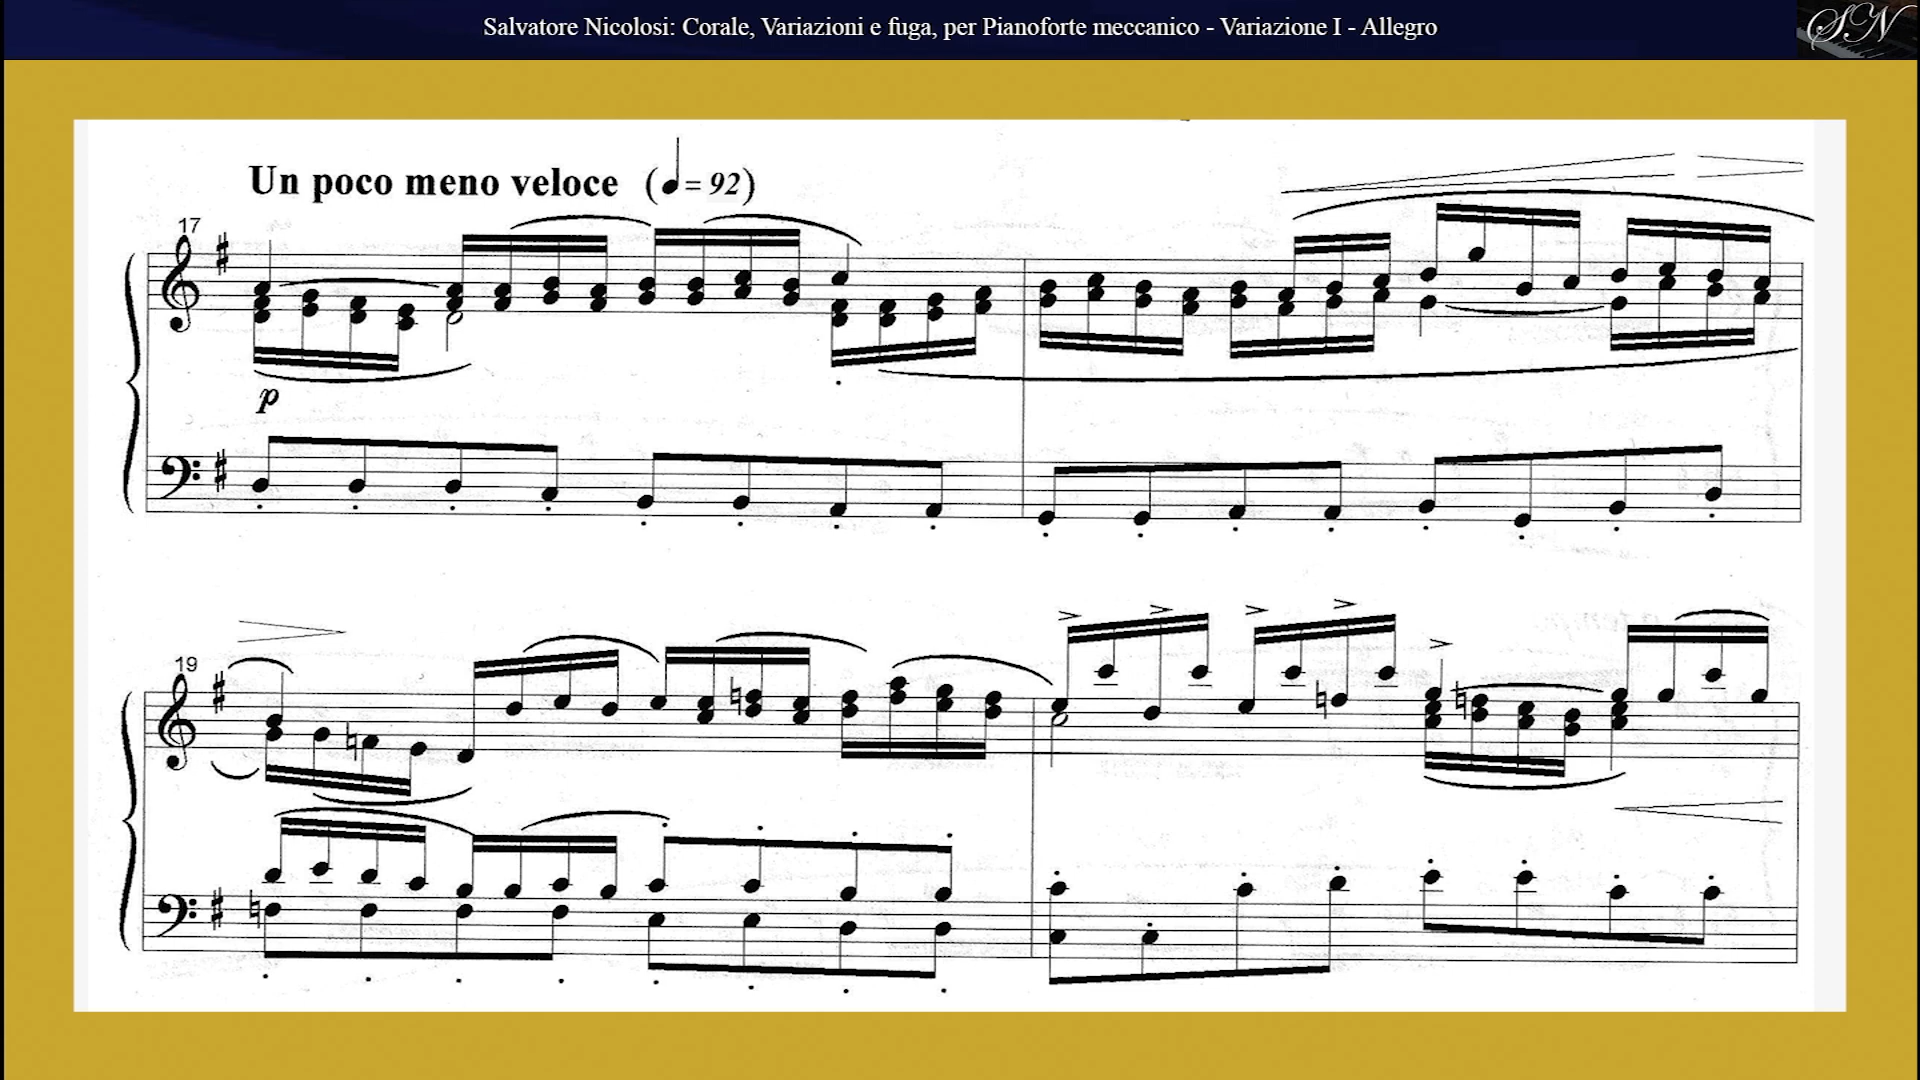 Salvatore Nicolosi: Corale, Variazioni e fuga, per Pianoforte meccanico - Variazione I - Allegro
SN
Un poco meno veloce (♩= 92)
17
p
19